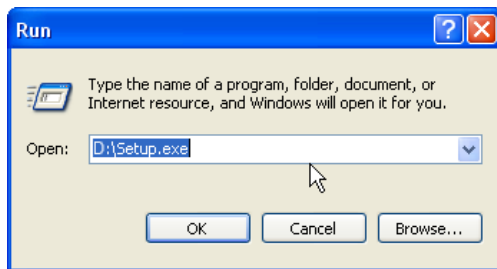 Run
?
X
Type the name of a program, folder, document, or
Internet resource, and Windows will open it for you.
Open: D:\Setup.exe
OK Cancel Browse...